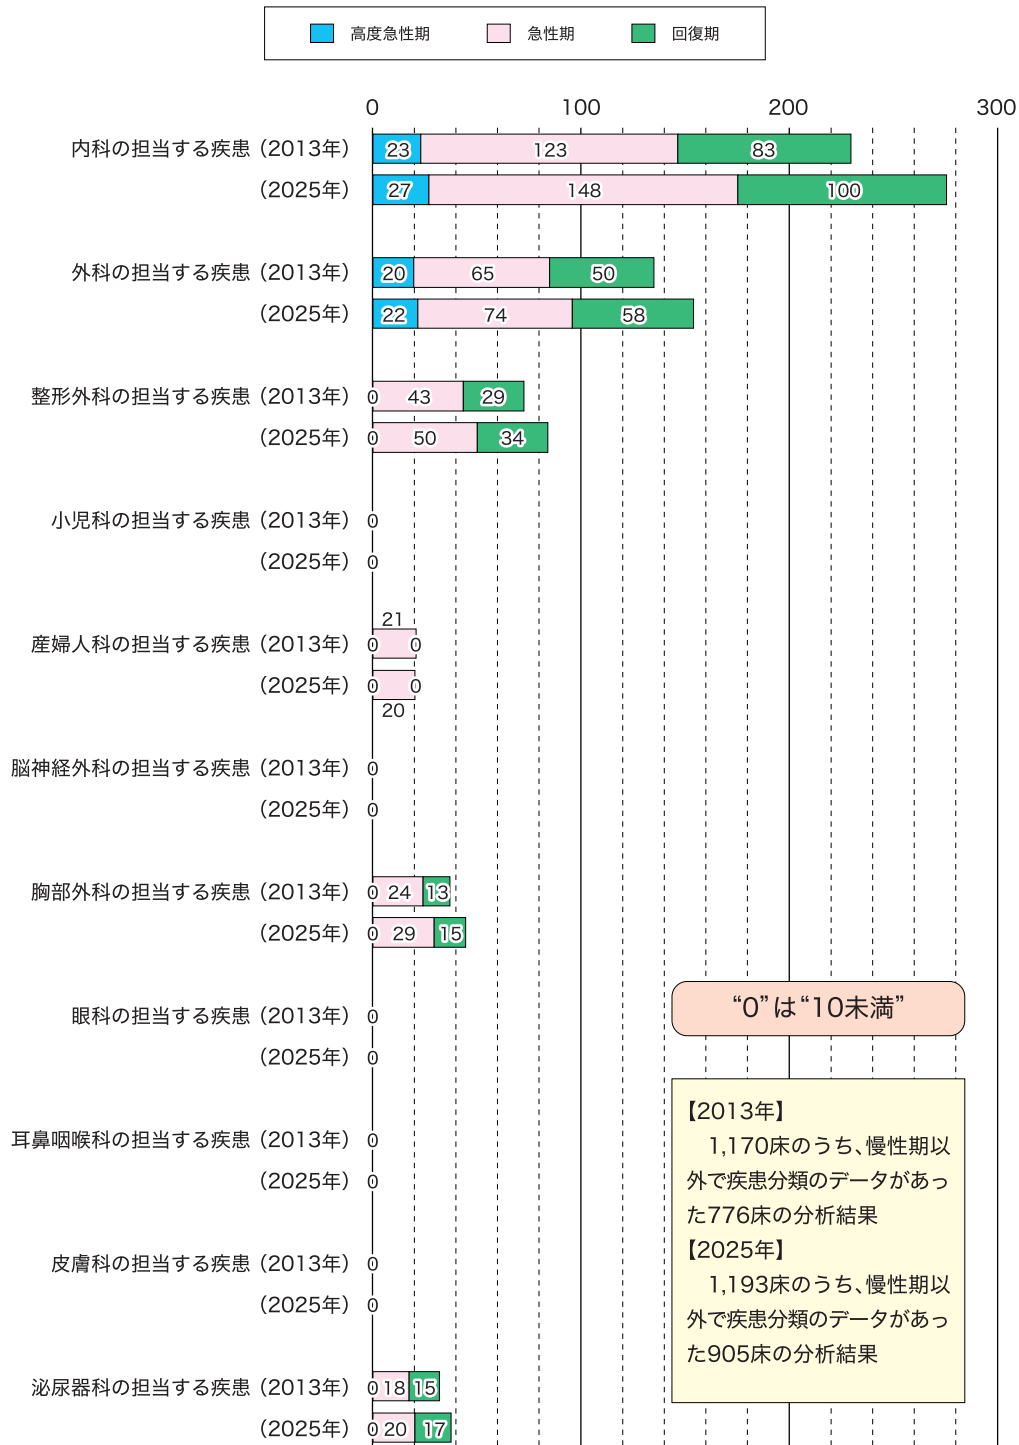 高度急性期 急性期 回復期
0 100 200 300
内科の担当する疾患（2013年） 23 123 83
（2025年） 27 148 100
外科の担当する疾患（2013年） 20 65 50
（2025年） 22 74 58
整形外科の担当する疾患（2013年） 0 43 29
（2025年） 0 50 34
小児科の担当する疾患（2013年） 0
（2025年） 0
21
産婦人科の担当する疾患（2013年） 0 0
（2025年） 0 0
20
脳神経外科の担当する疾患（2013年） 0
（2025年） 0
胸部外科の担当する疾患（2013年） 0 24 13
（2025年） 0 29 15
眼科の担当する疾患（2013年） 0
（2025年） 0
耳鼻咽喉科の担当する疾患（2013年） 0
（2025年） 0
皮膚科の担当する疾患（2013年） 0
（2025年） 0
泌尿器科の担当する疾患（2013年） 0 18 15
（2025年） 0 20 17
“0”は“10未満”
【2013年】
1,170床のうち、慢性期以
外で疾患分類のデータがあっ
た776床の分析結果
【2025年】
1,193床のうち、慢性期以
外で疾患分類のデータがあっ
た905床の分析結果